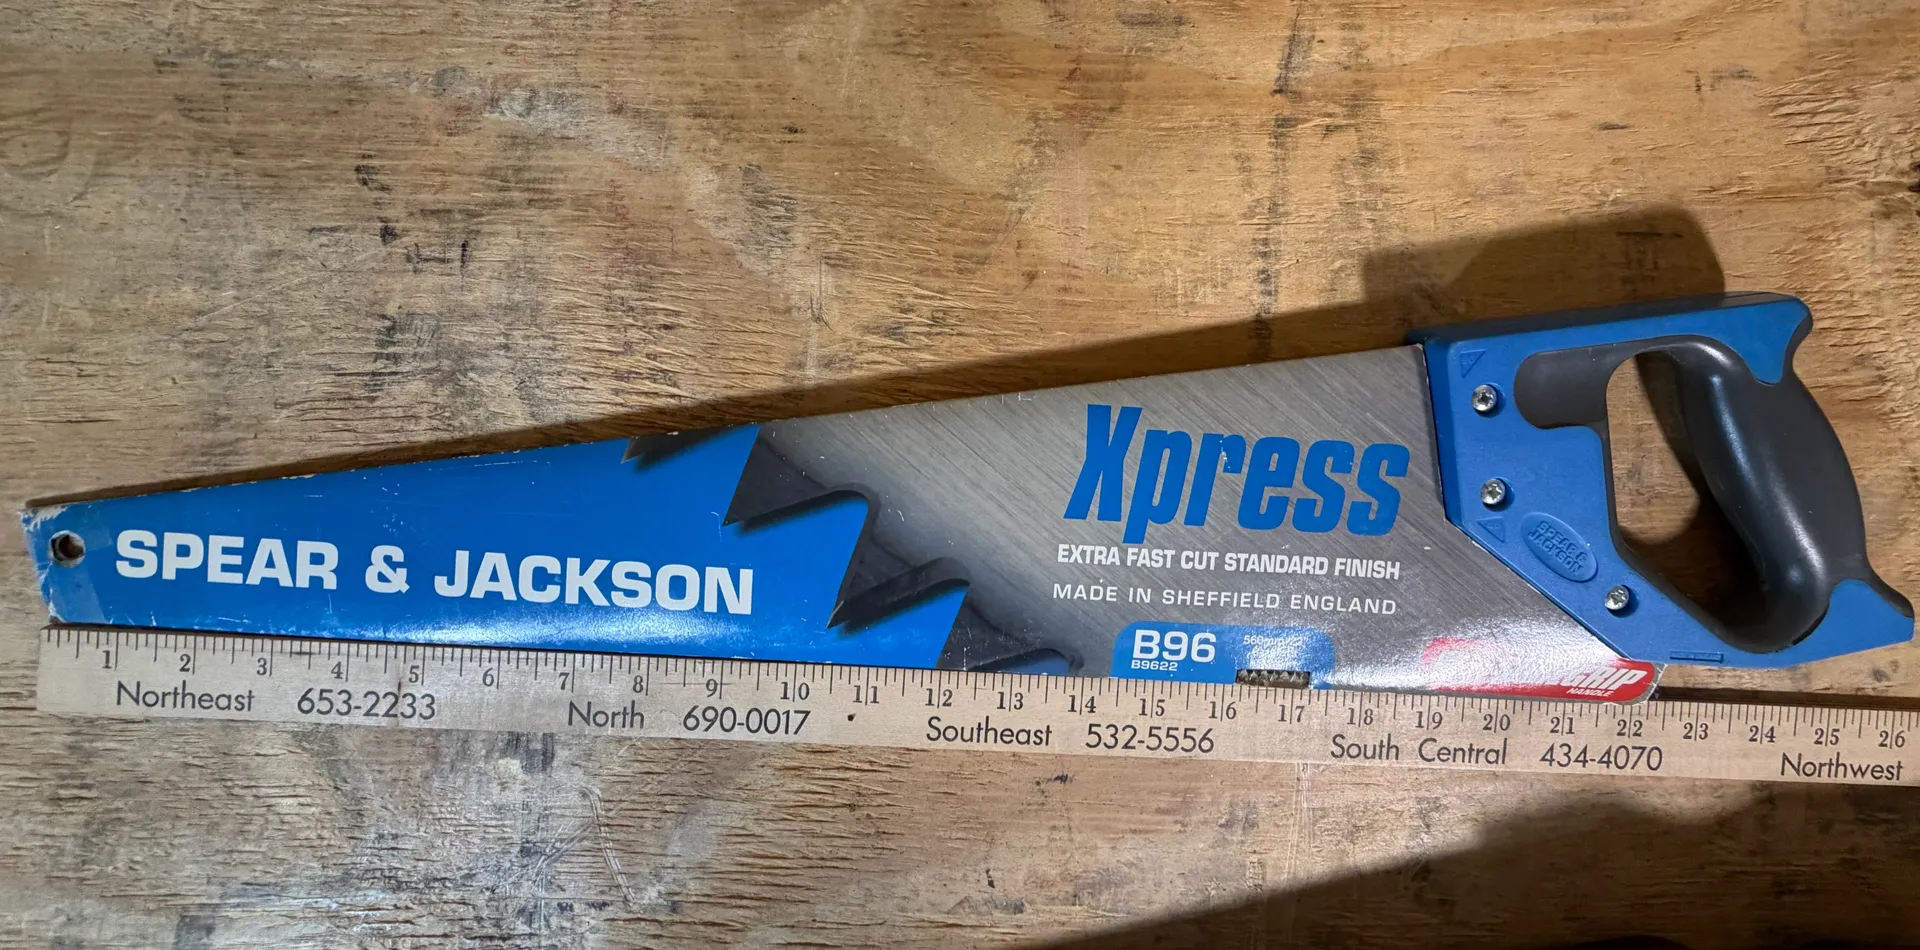 SPEAR & JACKSON
Xpress
EXTRA FAST CUT STANDARD FINISH
MADE IN SHEFFIELD ENGLAND
B96
B9622
560mm
HANDLE
SPEAR & JACKSON
1 2 3 4 5 6 7 8 9 10 11 12 13 14 15 16 17 18 19 20 21 22 23 24 25 26
Northeast 653-2233 North 690-0017 Southeast 532-5556 South Central 434-4070 Northwest